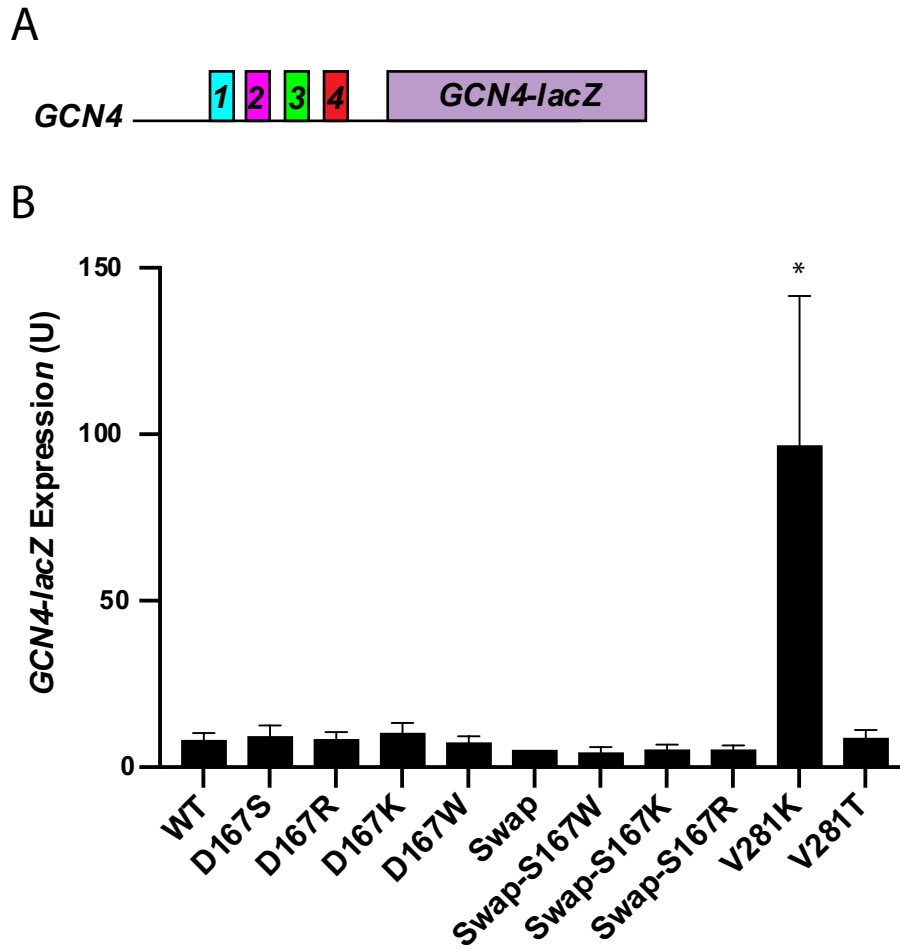 A
GCN4
1 2 3 4 GCN4-lacZ
B
GCN4-lacZ Expression (U)
150
100
50
0
*
WT
D167S
D167R
D167K
D167W
Swap
Swap-S167W
Swap-S167K
Swap-S167R
V281K
V281T